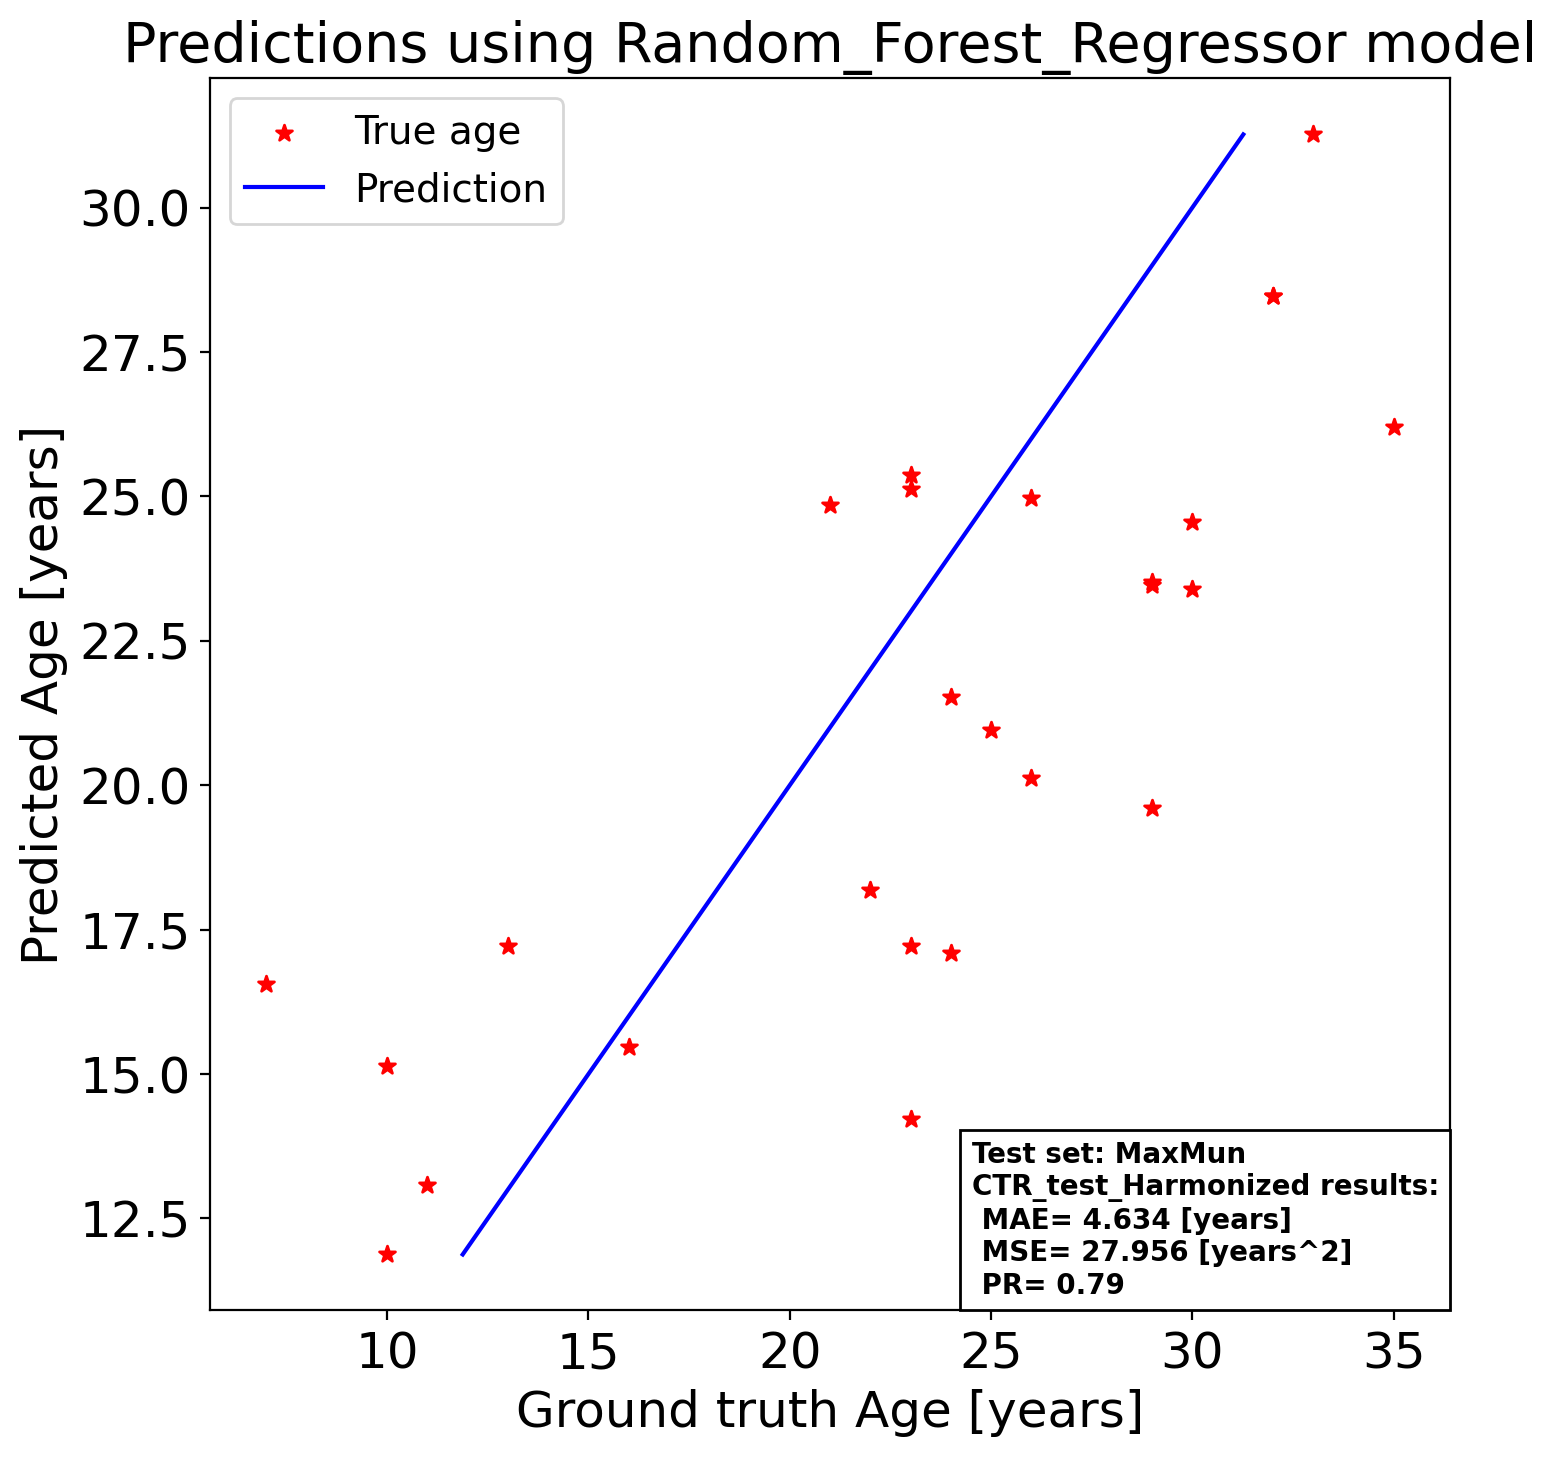 Predictions using Random_Forest_Regressor model
True age
Prediction
30.0
27.5
25.0
22.5
20.0
17.5
15.0
12.5
Predicted Age [years]
Test set: MaxMun
CTR_test_Harmonized results:
MAE= 4.634 [years]
MSE= 27.956 [years^2]
PR= 0.79
10 15 20 25 30 35
Ground truth Age [years]